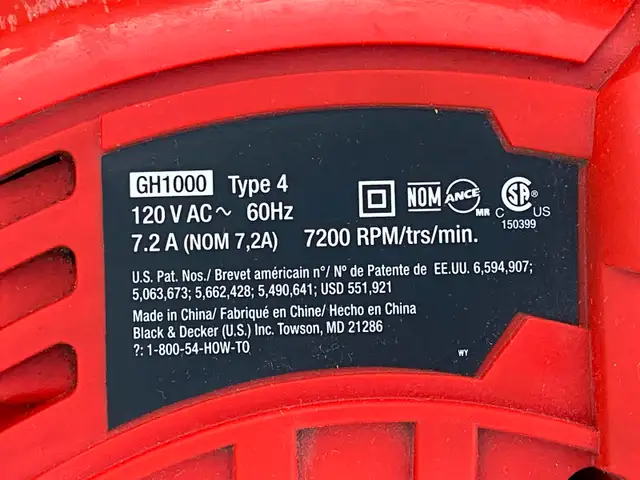 GH1000 Type 4
120 V AC ~ 60Hz
7.2 A (NOM 7,2A) 7200 RPM/trs/min.
NOM ANCE MR C SA® US
150399
U.S. Pat. Nos./ Brevet américain n°/ Nº de Patente de EE.UU. 6,594,907;
5,063,673; 5,662,428; 5,490,641; USD 551,921
Made in China/ Fabriqué en Chine/ Hecho en China
Black & Decker (U.S.) Inc. Towson, MD 21286
?: 1-800-54-HOW-TO
WY